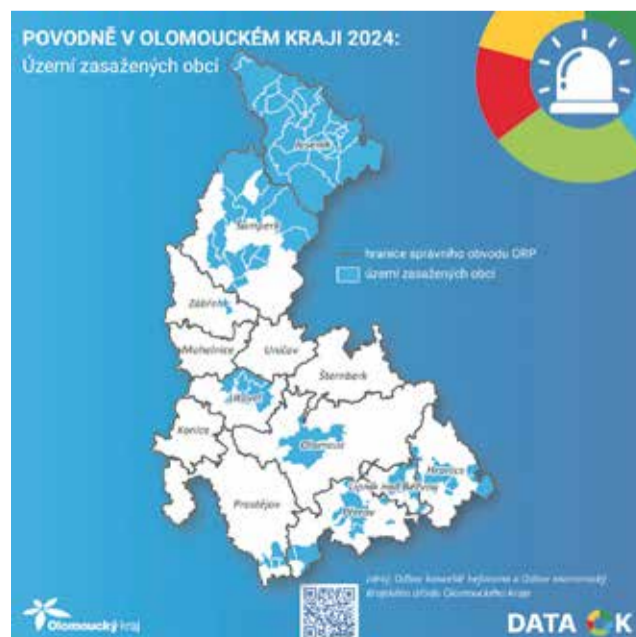 POVODNĚ V OLOMOUCKÉM KRAJI 2024:
Území zasažených obcí
Jeseník
Šumperk
hranice správního obvodu ORP
území zasažených obcí
Zábřeh
Mohelnice
Uničov
Šternberk
Litovel
Konice
Olomouc
Hranice
Lipník nad Bečvou
Prostějov
Přerov
zdroj: Odbor kancelář hejtmana a Odbor ekonomický
Krajského úřadu Olomouckého kraje
Olomoucký kraj
DATA OK